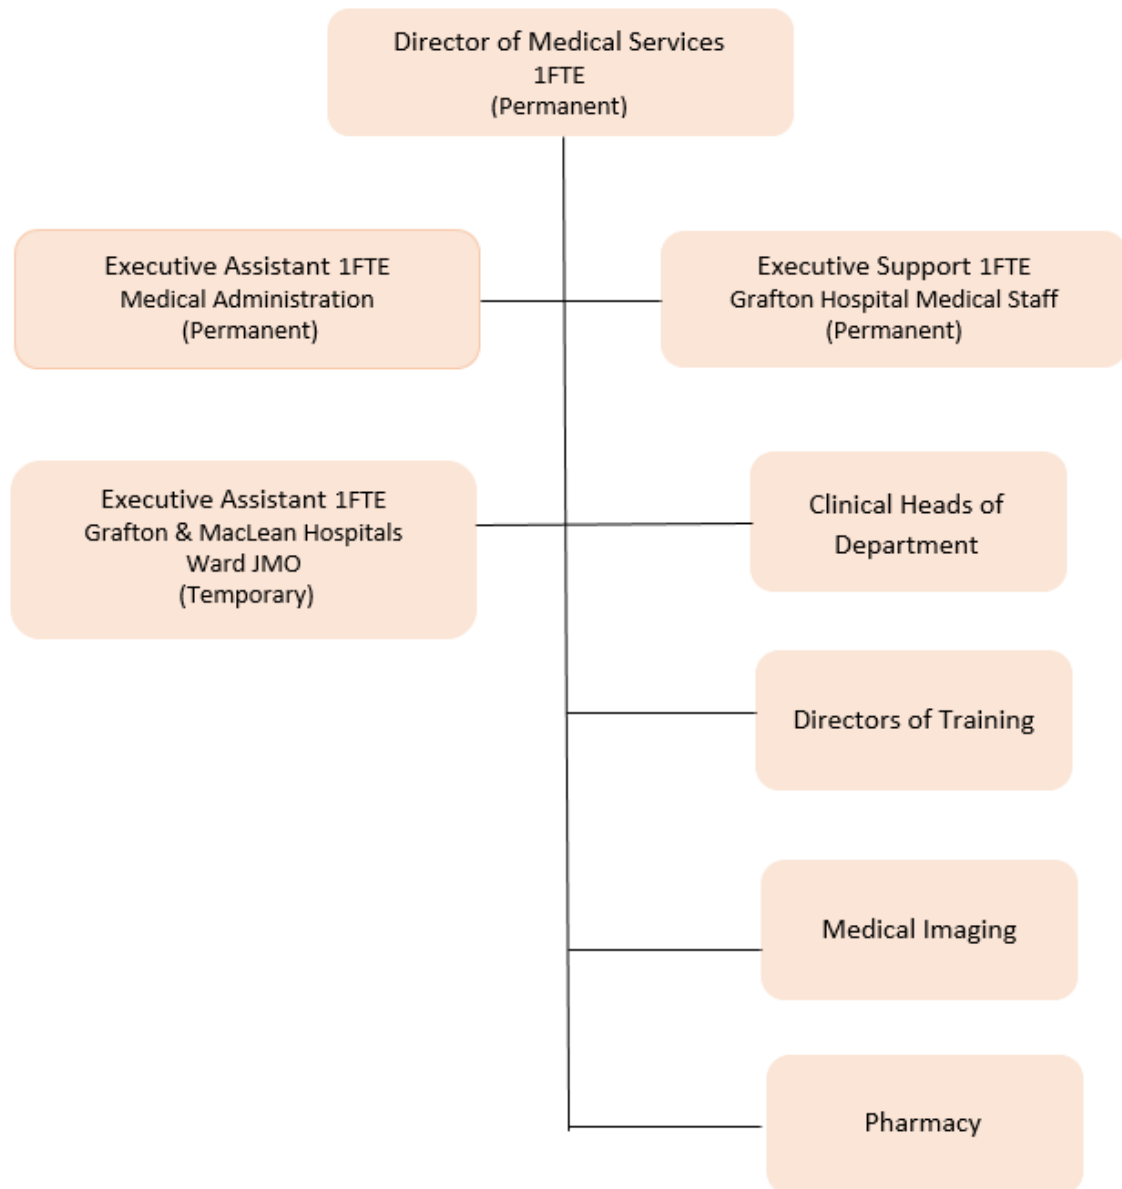 Director of Medical Services
1FTE
(Permanent)
Executive Assistant 1FTE
Medical Administration
(Permanent)
Executive Support 1FTE
Grafton Hospital Medical Staff
(Permanent)
Executive Assistant 1FTE
Grafton & MacLean Hospitals
Ward JMO
(Temporary)
Clinical Heads of
Department
Directors of Training
Medical Imaging
Pharmacy